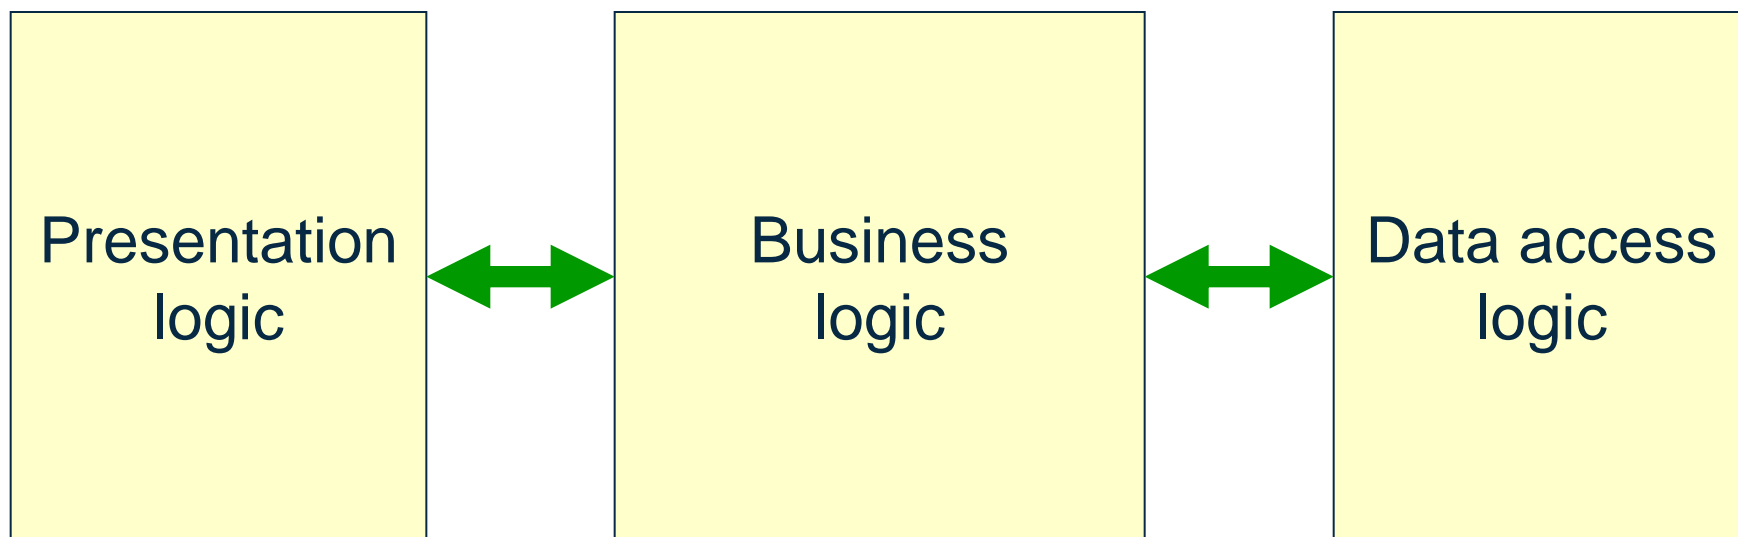 Presentation
logic
Business
logic
Data access
logic